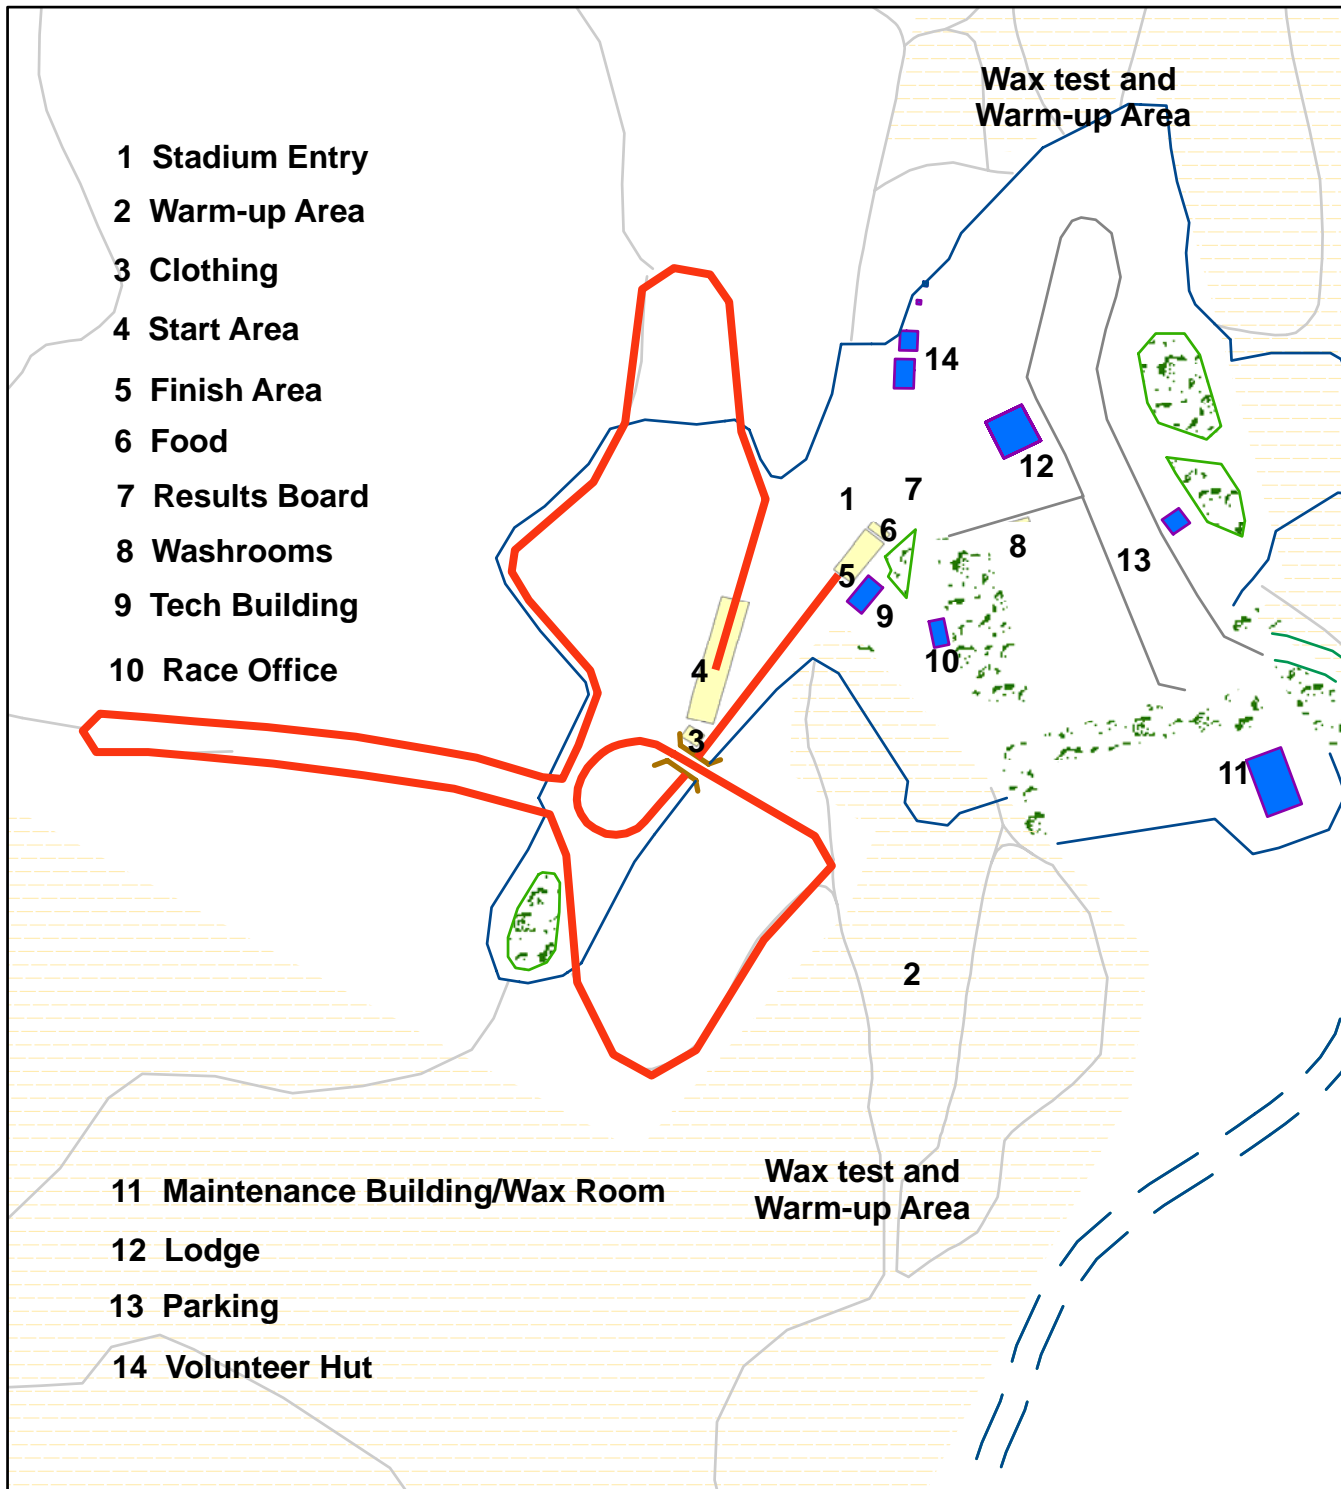 Wax test and
Warm-up Area
1 Stadium Entry
2 Warm-up Area
3 Clothing
4 Start Area
5 Finish Area
6 Food
7 Results Board
8 Washrooms
9 Tech Building
10 Race Office
14
12
7
1
6
8
13
5
9
10
4
3
11
2
Wax test and
Warm-up Area
11 Maintenance Building/Wax Room
12 Lodge
13 Parking
14 Volunteer Hut